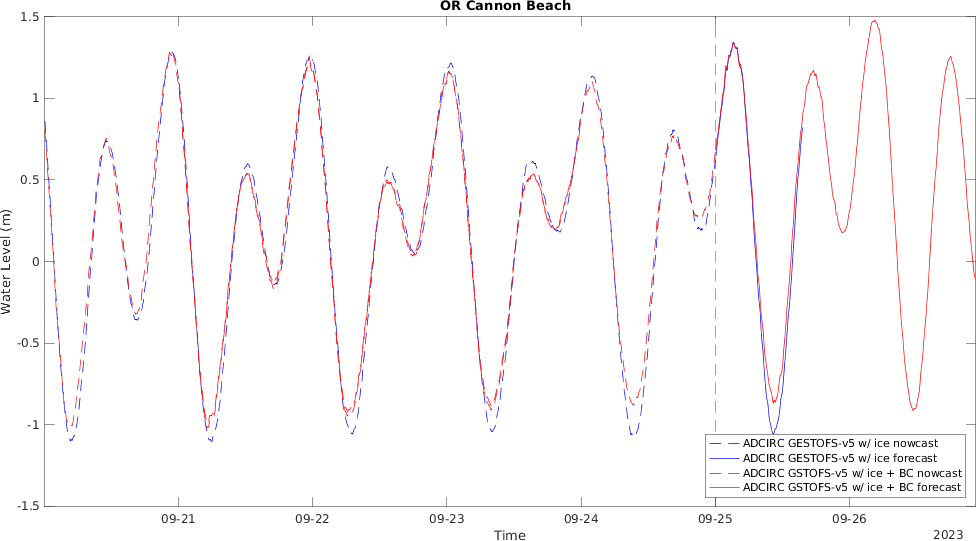 OR Cannon Beach
1.5
1
0.5
0
-0.5
-1
-1.5
Water Level (m)
09-21
09-22
09-23
09-24
09-25
09-26
Time
2023
ADCIRC GESTOFS-v5 w/ ice nowcast
ADCIRC GESTOFS-v5 w/ ice forecast
ADCIRC GSTOFS-v5 w/ ice + BC nowcast
ADCIRC GSTOFS-v5 w/ ice + BC forecast